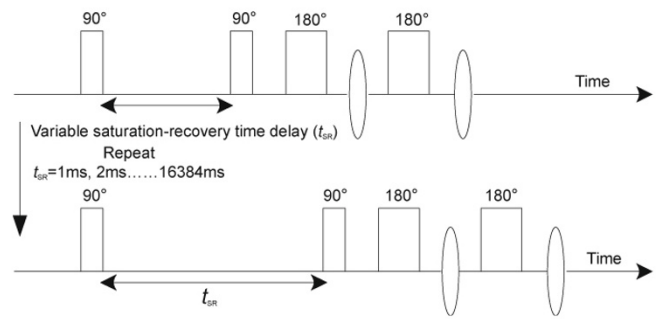 90° 90° 180° 180°
Time
Variable saturation-recovery time delay (tSR)
Repeat
tSR=1ms, 2ms……16384ms
90° 90° 180° 180°
Time
tSR